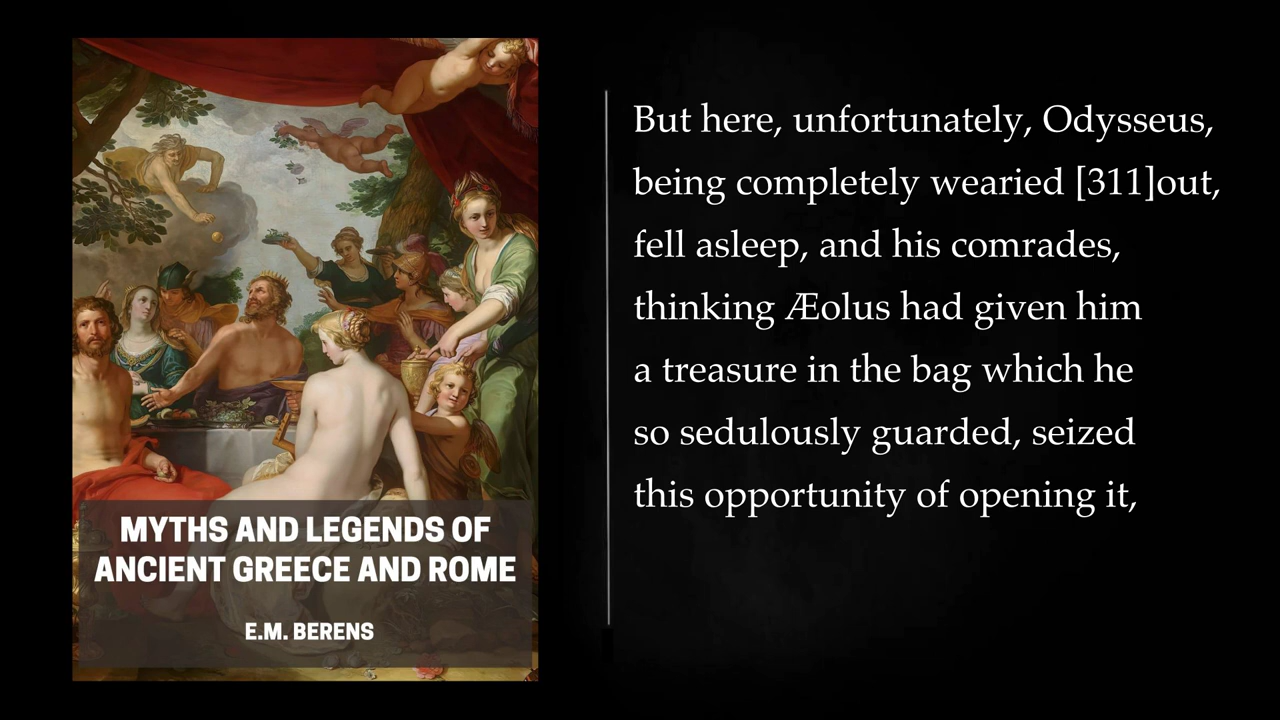 MYTHS AND LEGENDS OF
ANCIENT GREECE AND ROME
E.M. BERENS
But here, unfortunately, Odysseus,
being completely wearied [311]out,
fell asleep, and his comrades,
thinking Æolus had given him
a treasure in the bag which he
so sedulously guarded, seized
this opportunity of opening it,